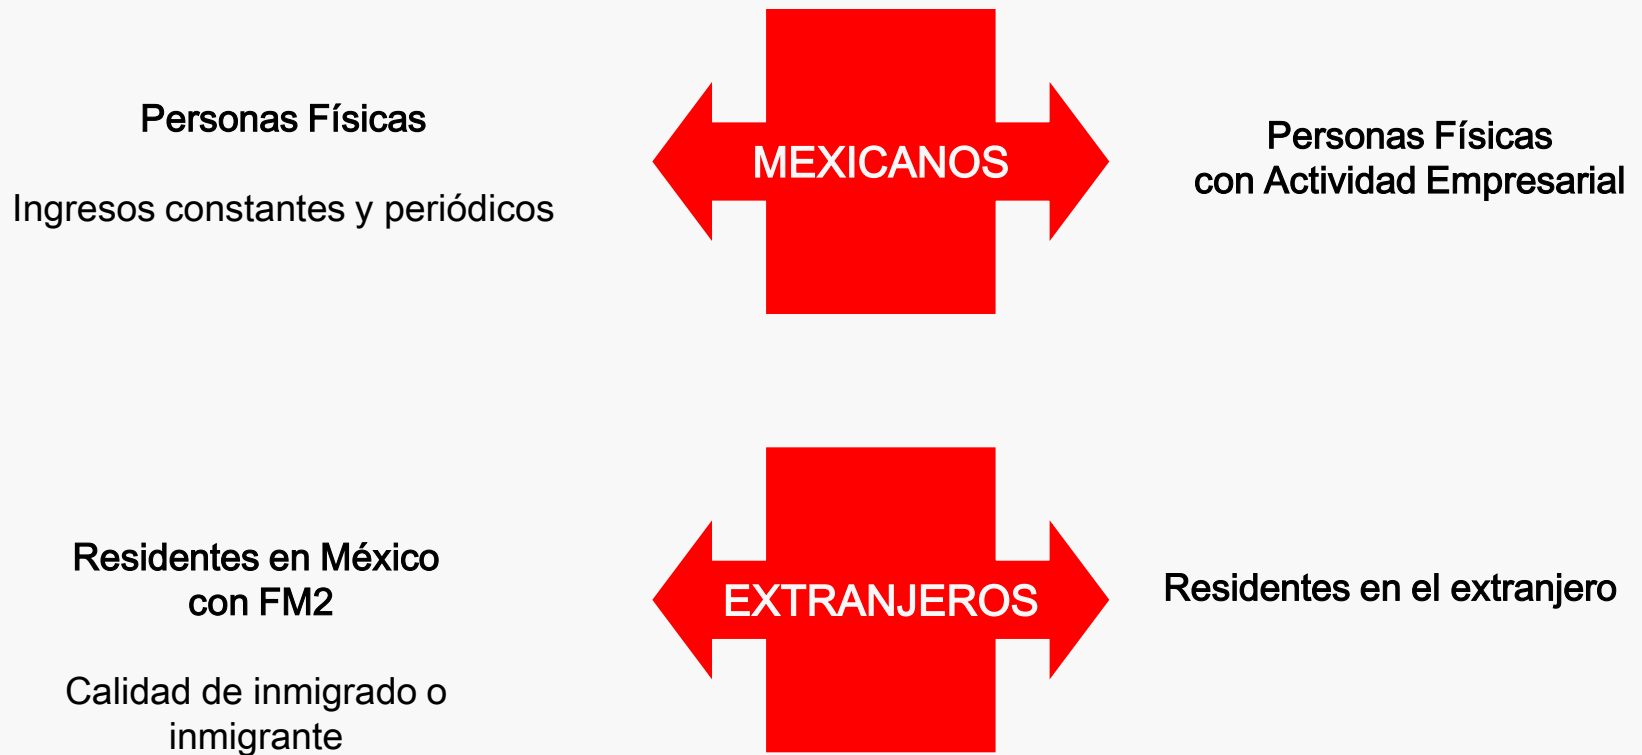 Personas Físicas
Ingresos constantes y periódicos
MEXICANOS
Personas Físicas
con Actividad Empresarial
Residentes en México
con FM2
Calidad de inmigrado o
inmigrante
EXTRANJEROS
Residentes en el extranjero